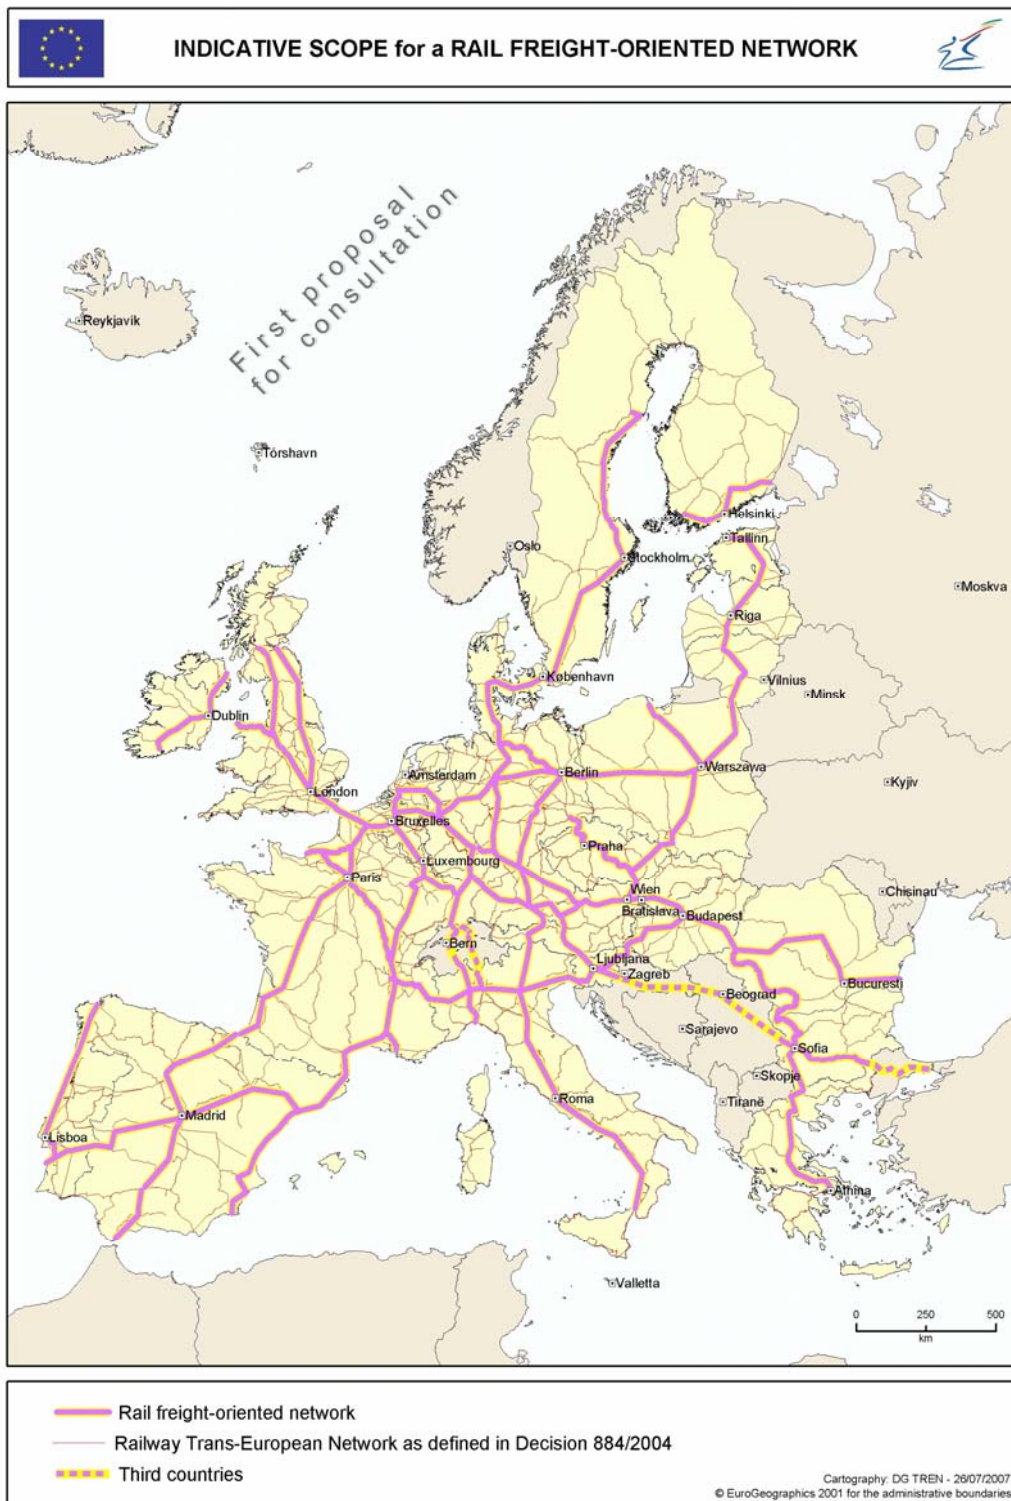 INDICATIVE SCOPE for a RAIL FREIGHT-ORIENTED NETWORK
First proposal
for consultation
Reykjavik
Tórshavn
Helsinki
Tallinn
Oslo
Stockholm
Moskva
Riga
København
Vilnius
Minsk
Dublin
Warszawa
Amsterdam
Berlin
Kyjiv
London
Bruxelles
Praha
Luxembourg
Paris
Wien
Chisinau
Bratislava
Budapest
Bern
Ljubljana
Zagreb
Bucuresti
Beograd
Sarajevo
Sofia
Skopje
Roma
Tiranë
Madrid
Lisboa
Athina
Valletta
0 250 500
km
Rail freight-oriented network
Railway Trans-European Network as defined in Decision 884/2004
Third countries
Cartography: DG TREN - 26/07/2007
© EuroGeographics 2001 for the administrative boundaries